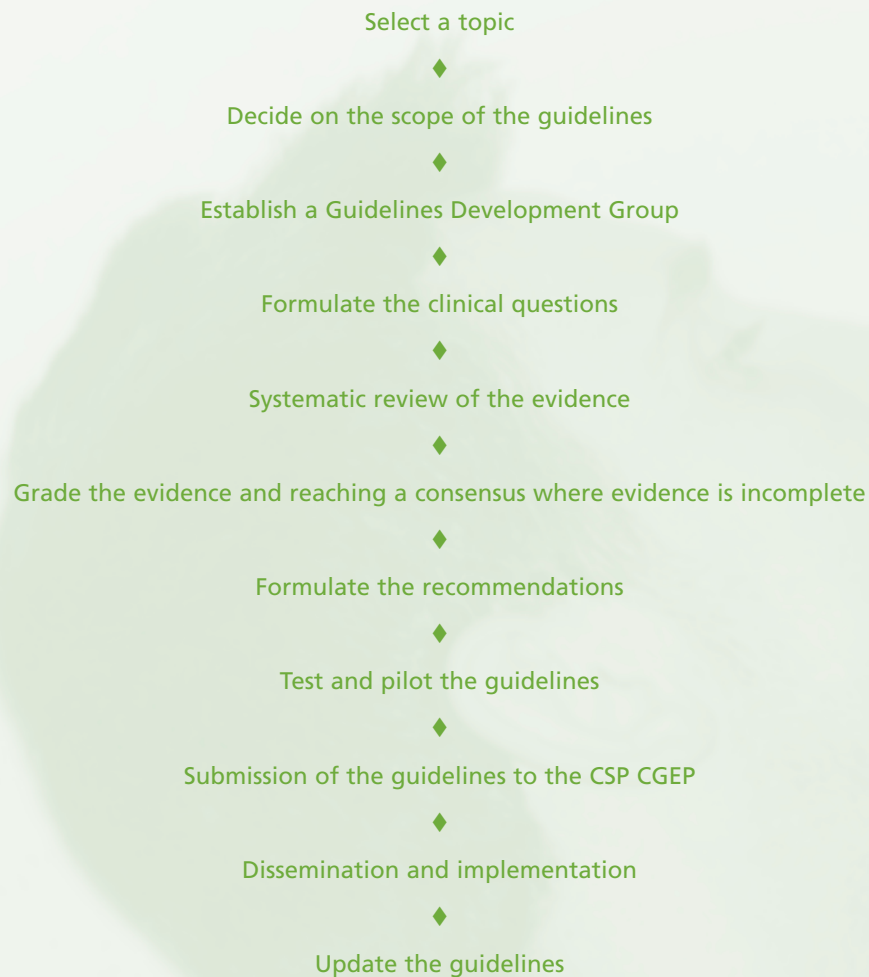 Select a topic
Decide on the scope of the guidelines
Establish a Guidelines Development Group
Formulate the clinical questions
Systematic review of the evidence
Grade the evidence and reaching a consensus where evidence is incomplete
Formulate the recommendations
Test and pilot the guidelines
Submission of the guidelines to the CSP CGEP
Dissemination and implementation
Update the guidelines